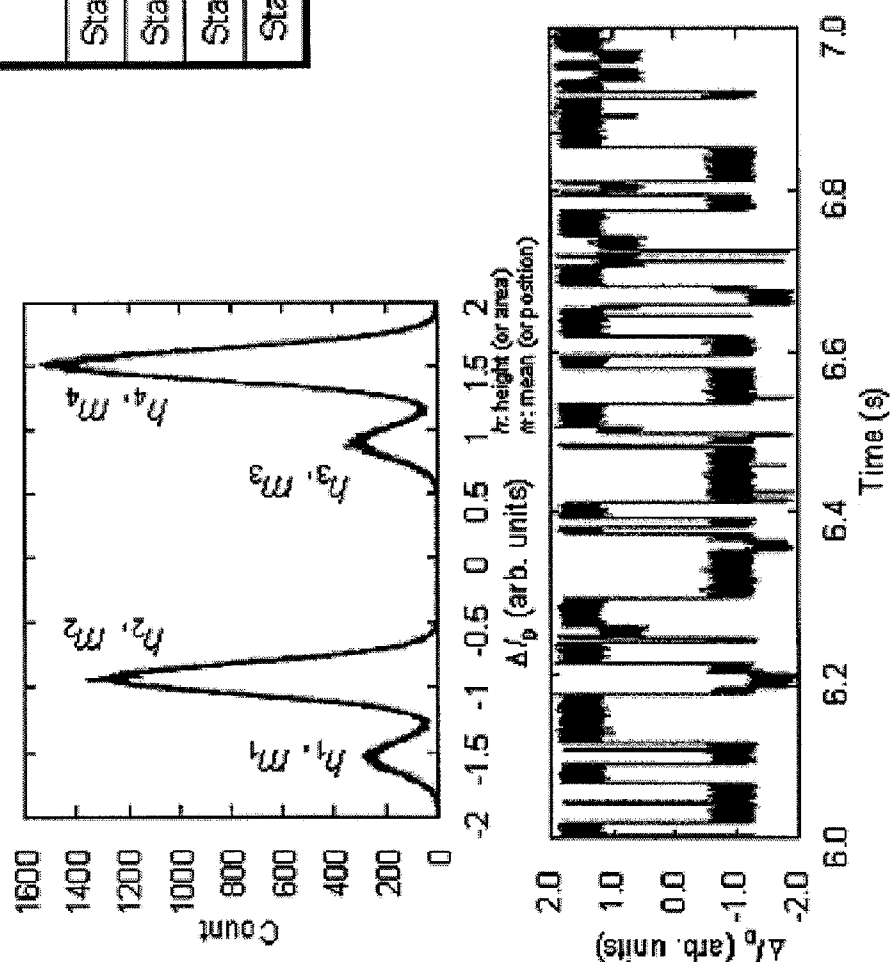 Sta
Sta
Sta
Sta
1600
1400
1200
1000
800
600
400
200
0
Count
h₁, m₁
h₂, m₂
h₃, m₃
h₄, m₄
-2 -1.5 -1 -0.5 0 0.5 1 1.5 2
ΔIₚ (arb. units)
h: height (or area)
m: mean (or position)
2.0
1.0
0.0
-1.0
-2.0
ΔIₚ (arb. units)
6.0 6.2 6.4 6.6 6.8 7.0
Time (s)